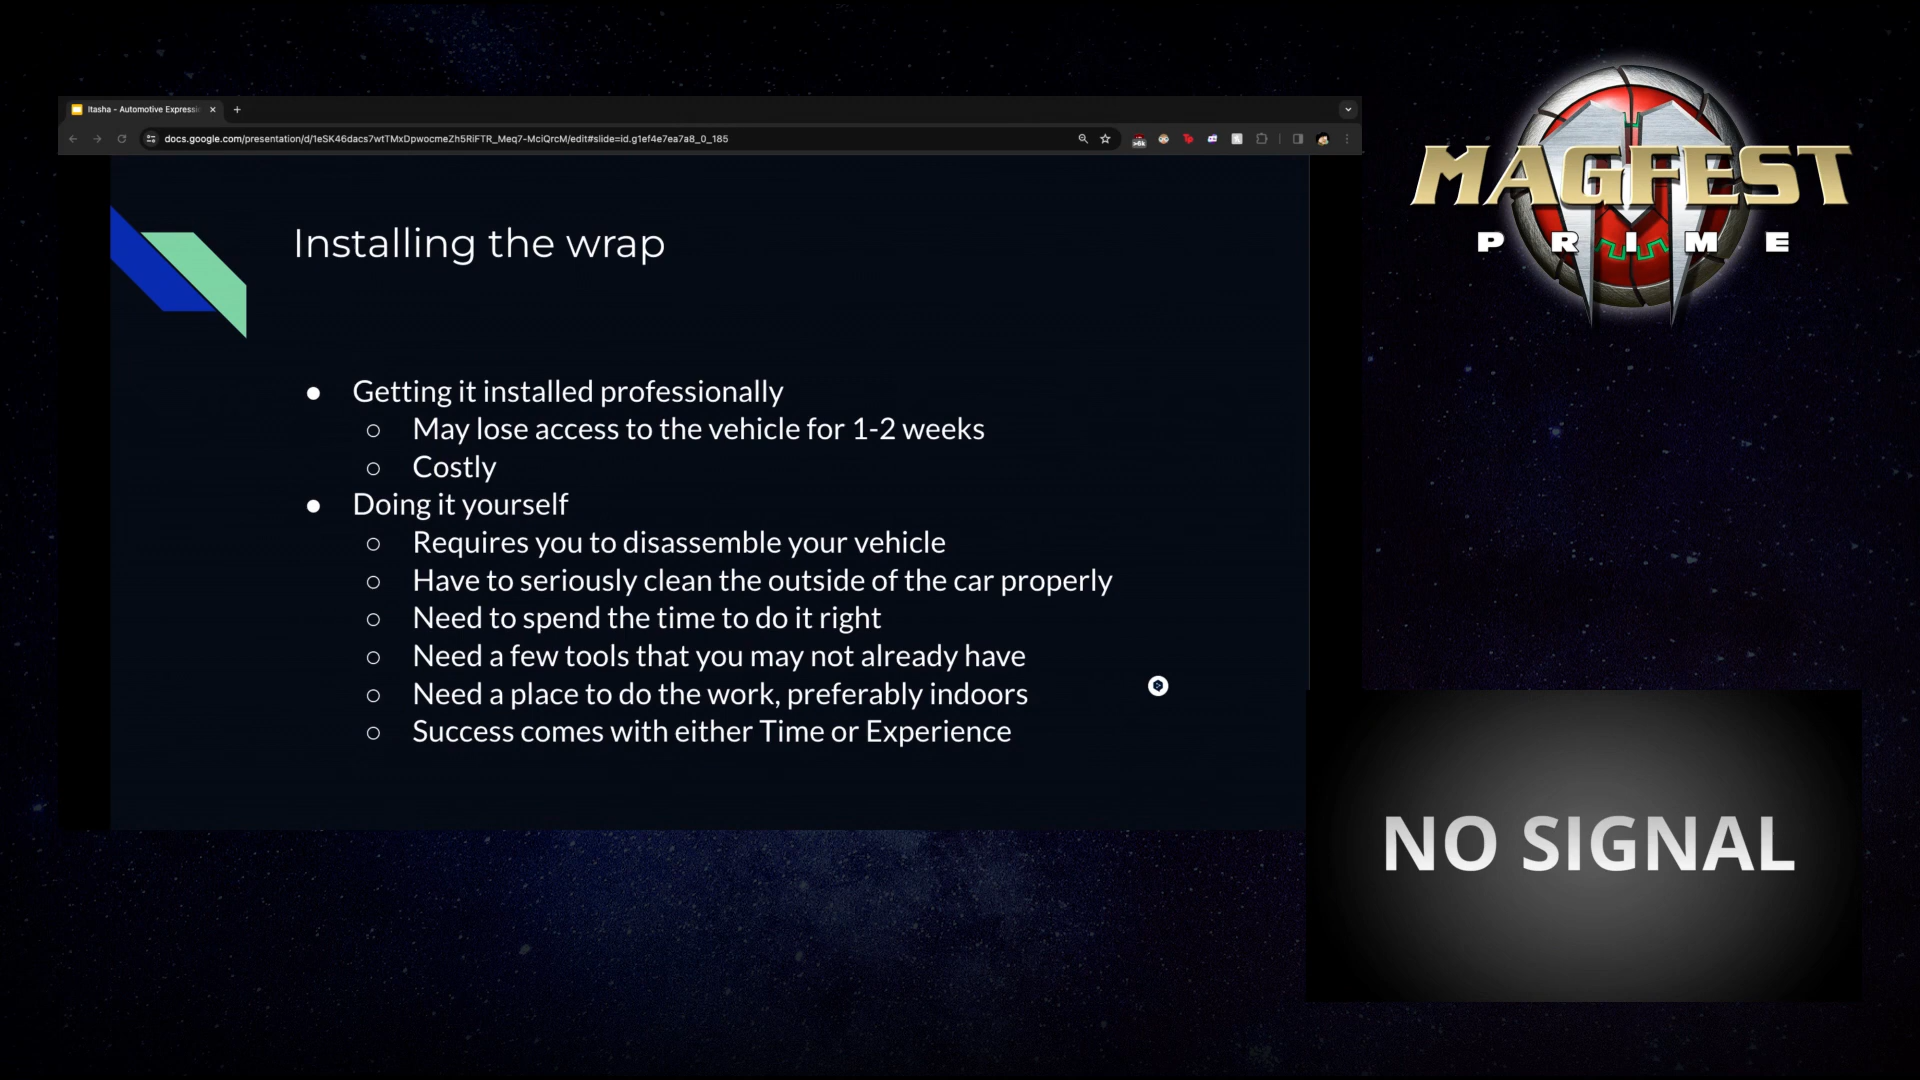 Itasha - Automotive Expressi
docs.google.com/presentation/d/1eSK46dacs7wtTMxDpwocmeZh5RiFTR_Meq7-MciQrcM/edit#slide=id.g1ef4e7ea7a8_0_185
MAGFEST
PRIME
Installing the wrap
● Getting it installed professionally
○ May lose access to the vehicle for 1-2 weeks
○ Costly
● Doing it yourself
○ Requires you to disassemble your vehicle
○ Have to seriously clean the outside of the car properly
○ Need to spend the time to do it right
○ Need a few tools that you may not already have
○ Need a place to do the work, preferably indoors
○ Success comes with either Time or Experience
NO SIGNAL